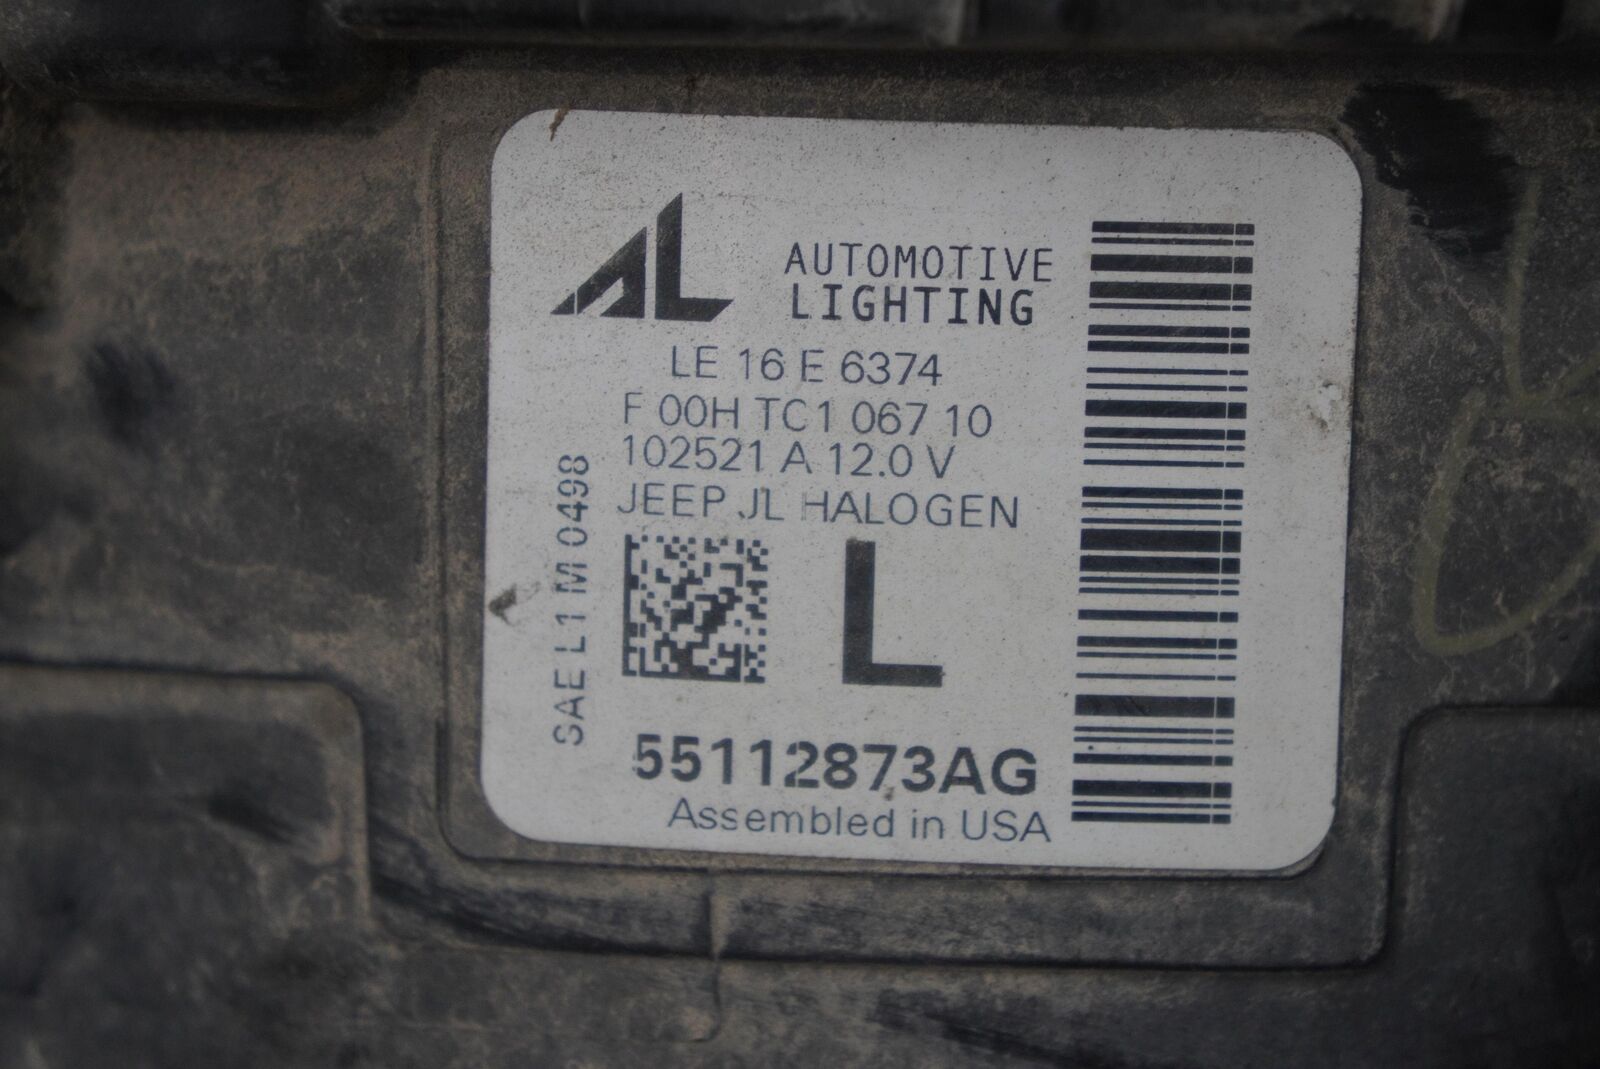 AL
AUTOMOTIVE
LIGHTING
LE 16 E 6374
F 00H TC1 067 10
102521 A 12.0 V
JEEP JL HALOGEN
SAE L1 M 0498
L
55112873AG
Assembled in USA